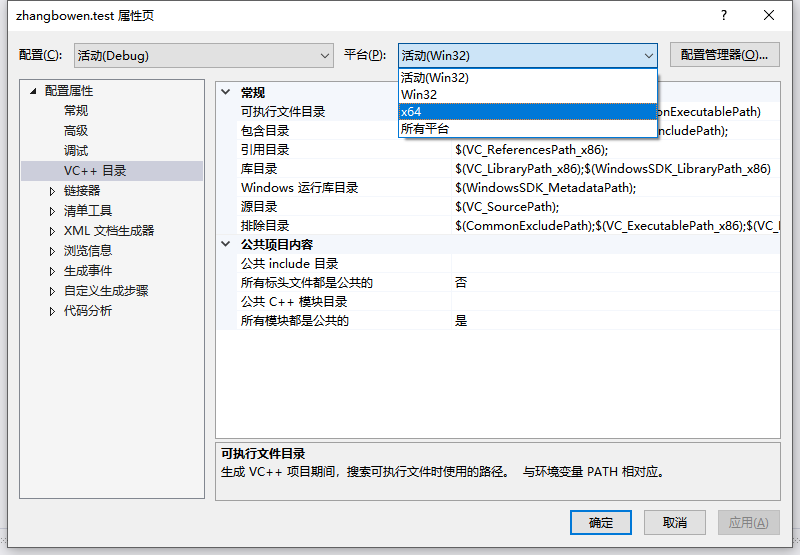 zhangbowen.test 属性页
?
配置(C): 活动(Debug) 平台(P): 活动(Win32) 配置管理器(O)...
活动(Win32)
Win32
x64
所有平台
配置属性
常规
高级
调试
VC++ 目录
链接器
清单工具
XML 文档生成器
浏览信息
生成事件
自定义生成步骤
代码分析
常规
可执行文件目录 onExecutablePath)
包含目录 ncludePath);
引用目录 $(VC_ReferencesPath_x86);
库目录 $(VC_LibraryPath_x86);$(WindowsSDK_LibraryPath_x86)
Windows 运行库目录 $(WindowsSDK_MetadataPath);
源目录 $(VC_SourcePath);
排除目录 $(CommonExcludePath);$(VC_ExecutablePath_x86);$(VC_I
公共项目内容
公共 include 目录
所有标头文件都是公共的 否
公共 C++ 模块目录
所有模块都是公共的 是
可执行文件目录
生成 VC++ 项目期间，搜索可执行文件时使用的路径。 与环境变量 PATH 相对应。
确定 取消 应用(A)